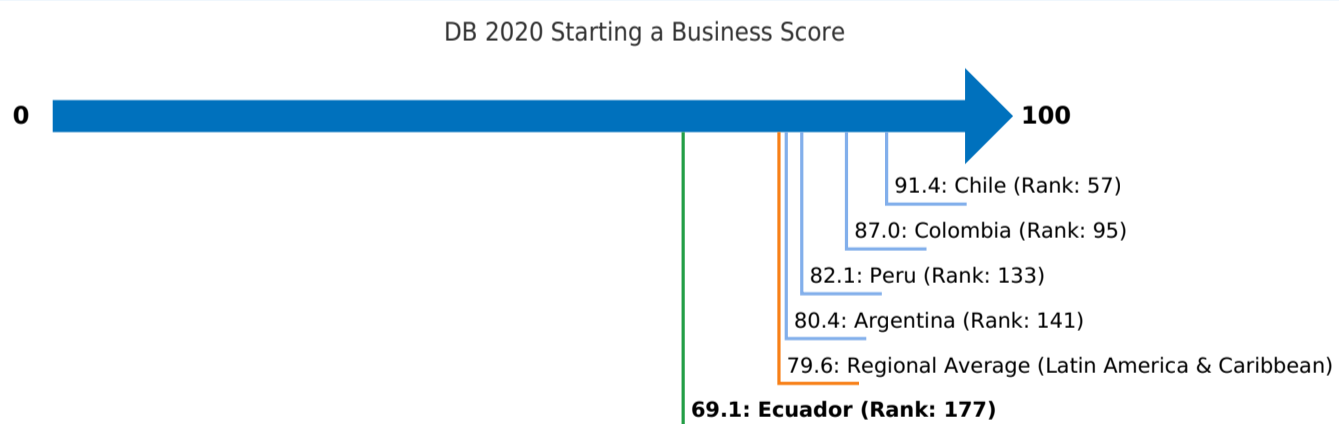 DB 2020 Starting a Business Score
0
100
91.4: Chile (Rank: 57)
87.0: Colombia (Rank: 95)
82.1: Peru (Rank: 133)
80.4: Argentina (Rank: 141)
79.6: Regional Average (Latin America & Caribbean)
69.1: Ecuador (Rank: 177)